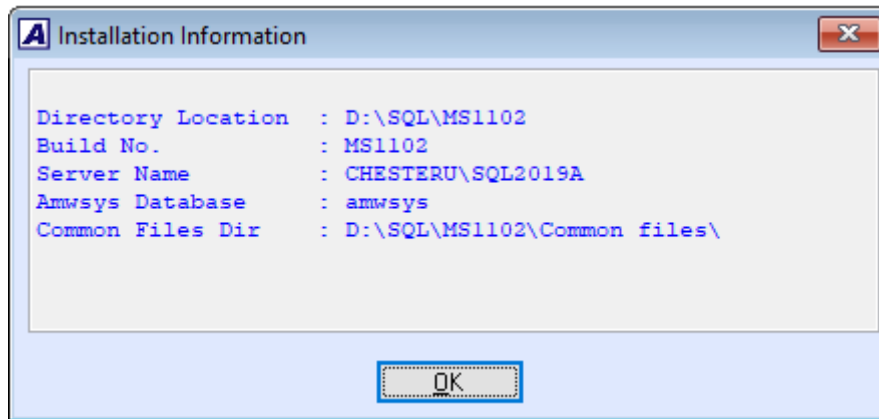 A Installation Information
Directory Location : D:\SQL\MS1102
Build No. : MS1102
Server Name : CHESTERU\SQL2019A
Amwsys Database : amwsys
Common Files Dir : D:\SQL\MS1102\Common files\
OK